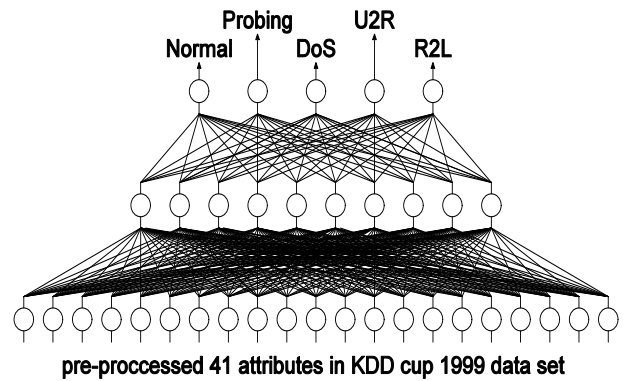 Probing U2R
Normal DoS R2L
pre-proccessed 41 attributes in KDD cup 1999 data set